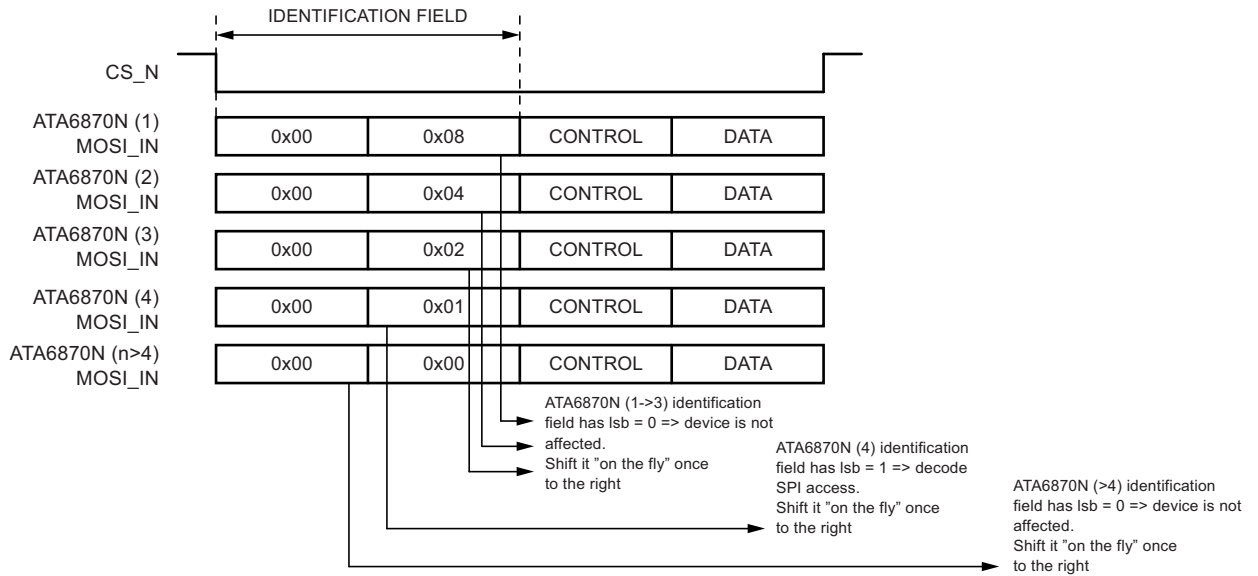 IDENTIFICATION FIELD
CS_N
ATA6870N (1)
MOSI_IN
0x00 0x08 CONTROL DATA
ATA6870N (2)
MOSI_IN
0x00 0x04 CONTROL DATA
ATA6870N (3)
MOSI_IN
0x00 0x02 CONTROL DATA
ATA6870N (4)
MOSI_IN
0x00 0x01 CONTROL DATA
ATA6870N (n>4)
MOSI_IN
0x00 0x00 CONTROL DATA
ATA6870N (1->3) identification
field has lsb = 0 => device is not
affected.
Shift it "on the fly" once
to the right
ATA6870N (4) identification
field has lsb = 1 => decode
SPI access.
Shift it "on the fly" once
to the right
ATA6870N (>4) identification
field has lsb = 0 => device is not
affected.
Shift it "on the fly" once
to the right